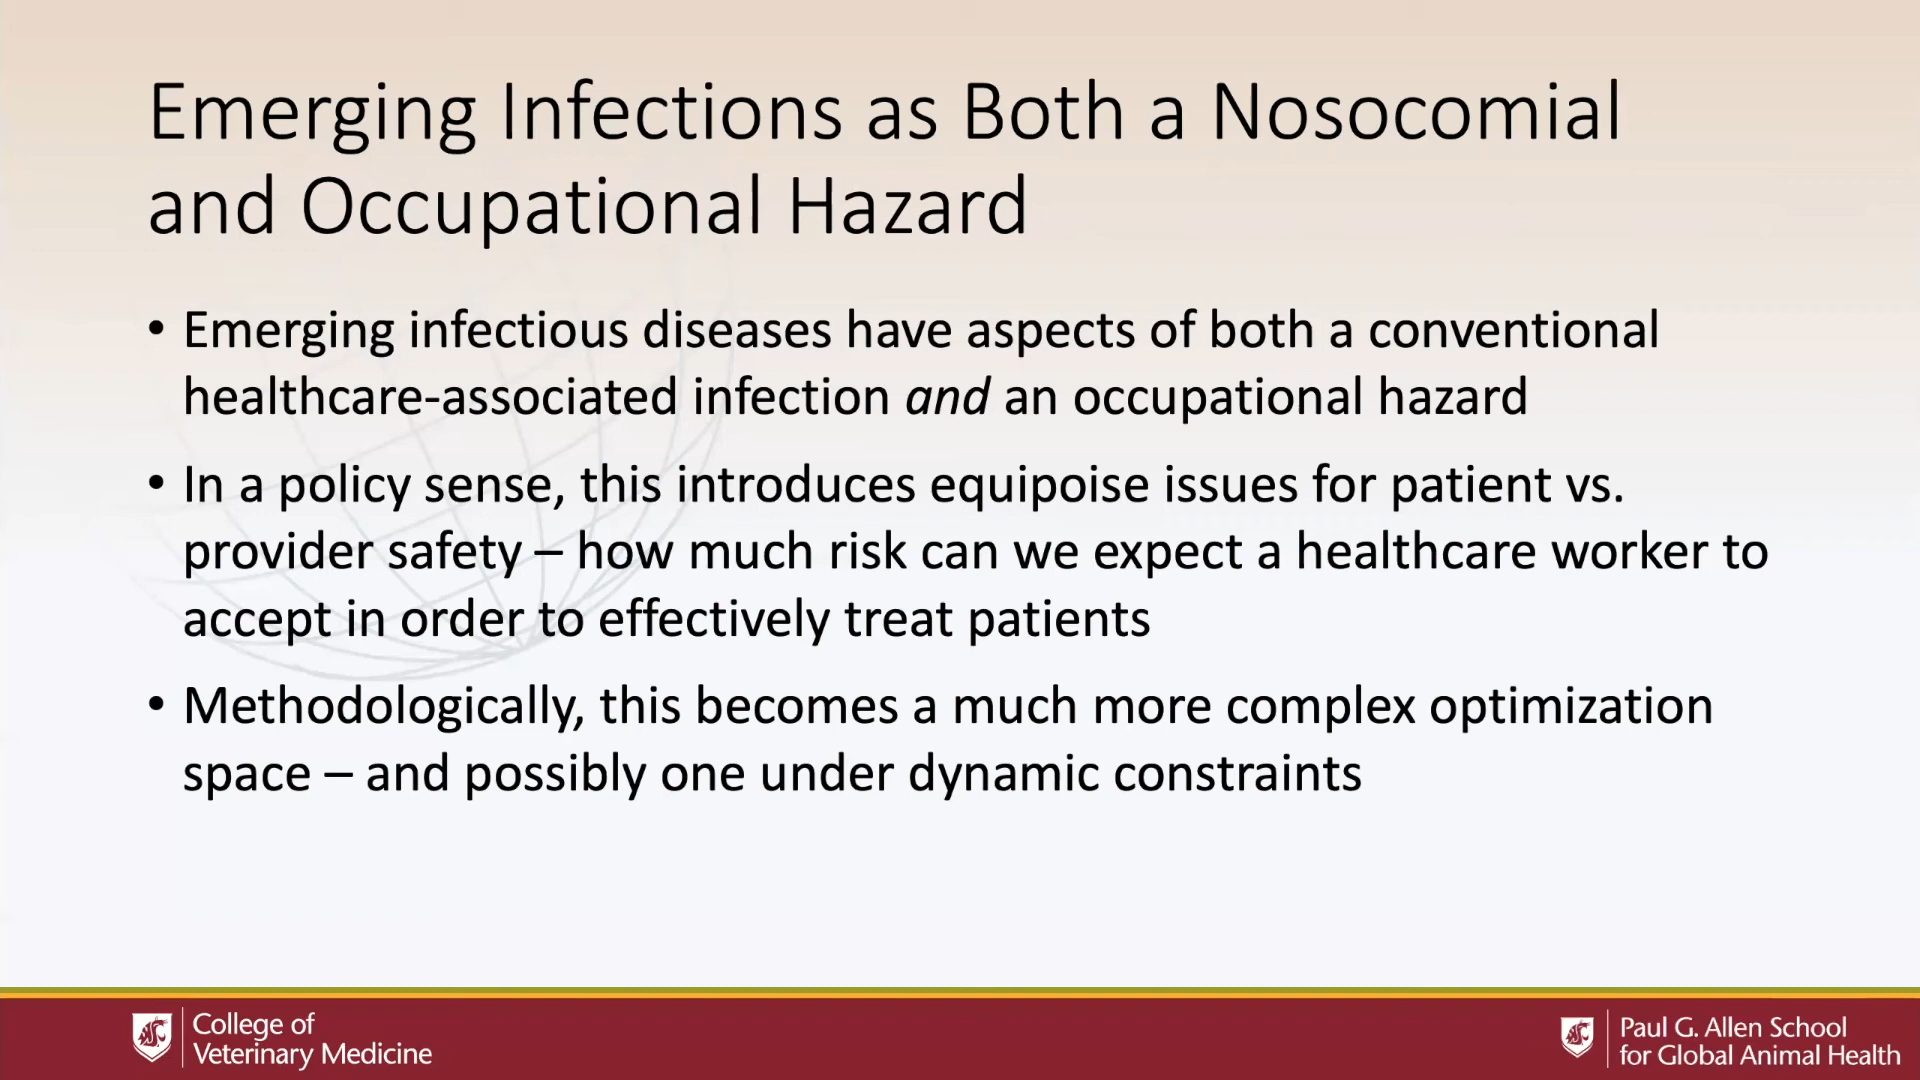 Emerging Infections as Both a Nosocomial
and Occupational Hazard
• Emerging infectious diseases have aspects of both a conventional
healthcare-associated infection and an occupational hazard
• In a policy sense, this introduces equipoise issues for patient vs.
provider safety – how much risk can we expect a healthcare worker to
accept in order to effectively treat patients
• Methodologically, this becomes a much more complex optimization
space – and possibly one under dynamic constraints
College of
Veterinary Medicine
Paul G. Allen School
for Global Animal Health